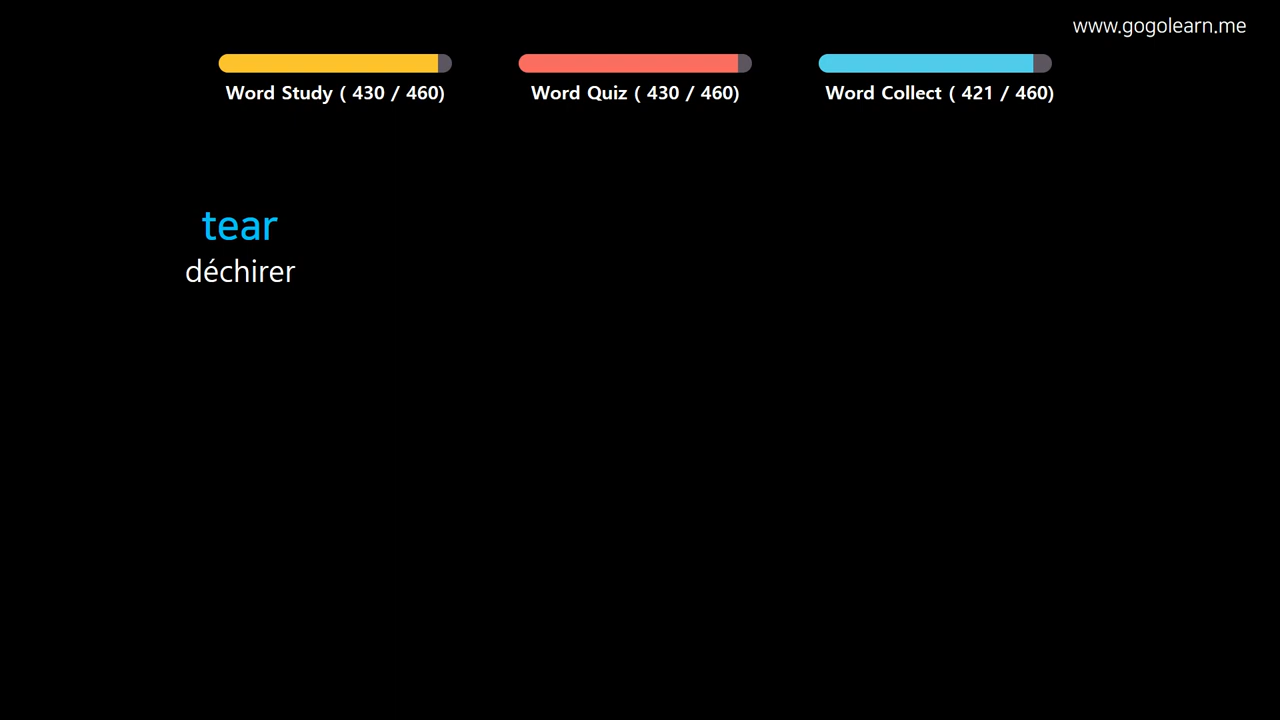 www.gogolearn.me
Word Study ( 430 / 460)
Word Quiz ( 430 / 460)
Word Collect ( 421 / 460)
tear
déchirer